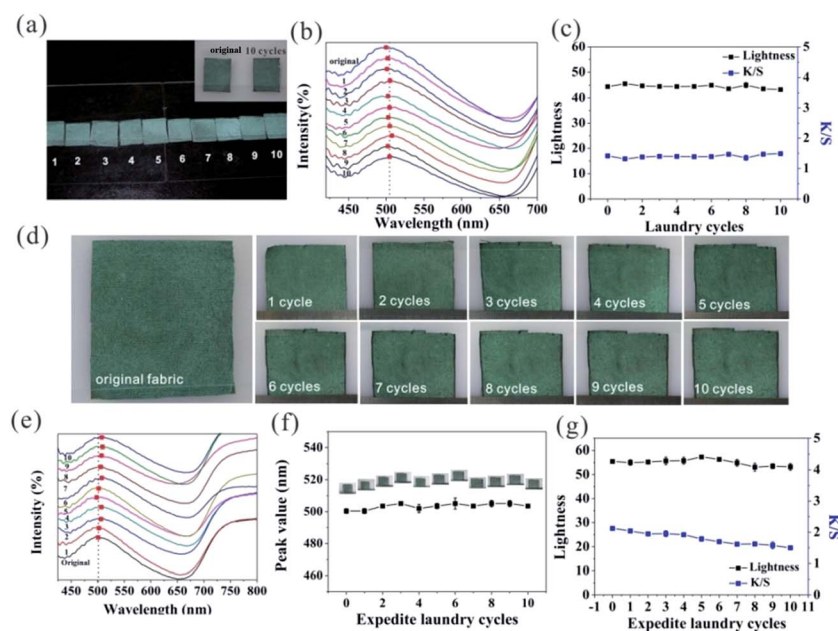 (a)
original 10 cycles
1 2 3 4 5 6 7 8 9 10
(b)
Intensity(%)
original
1
2
3
4
5
6
7
8
9
10
450 500 550 600 650 700
Wavelength (nm)
(c)
Lightness
K/S
60
50
40
30
20
10
0
5
4
3
2
1
0
Lightness
K/S
0 2 4 6 8 10
Laundry cycles
(d)
original fabric
1 cycle
2 cycles
3 cycles
4 cycles
5 cycles
6 cycles
7 cycles
8 cycles
9 cycles
10 cycles
(e)
Intensity (%)
10
9
8
7
6
5
4
3
2
1
Original
450 500 550 600 650 700 750 800
Wavelength (nm)
(f)
Peak value (nm)
540
520
500
480
460
0 2 4 6 8 10
Expedite laundry cycles
(g)
Lightness
60
50
40
30
20
10
0
5
4
3
2
1
0
K/S
Lightness
K/S
-1 0 1 2 3 4 5 6 7 8 9 10 11
Expedite laundry cycles